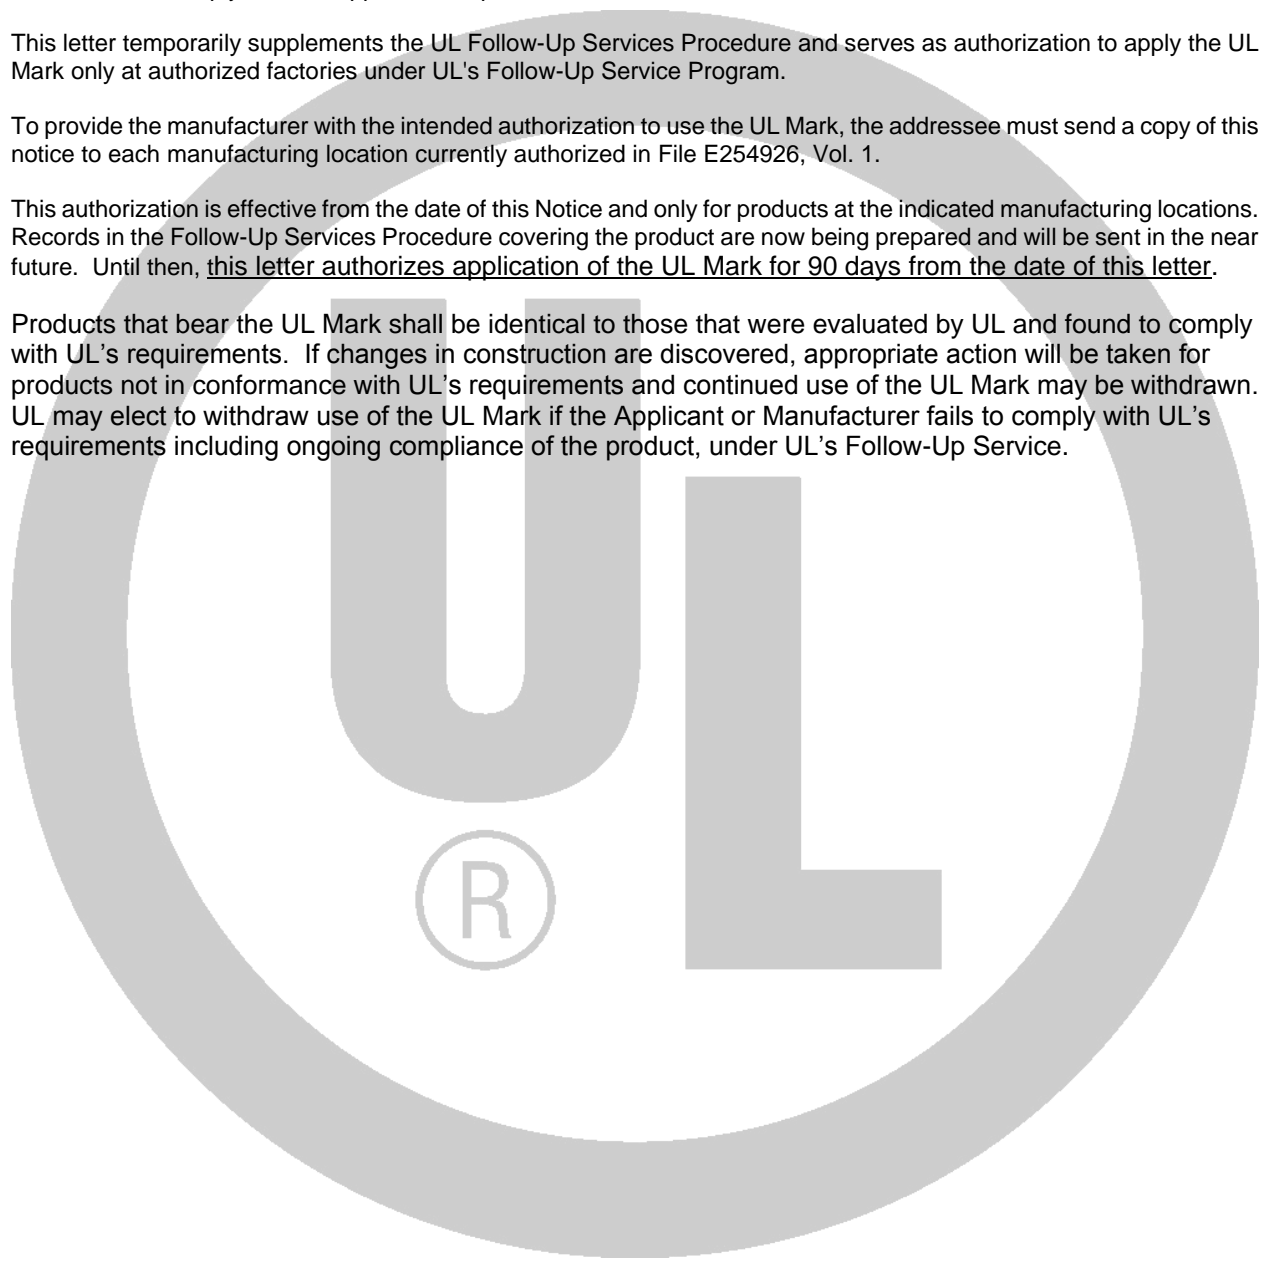 This letter temporarily supplements the UL Follow-Up Services Procedure and serves as authorization to apply the UL
Mark only at authorized factories under UL's Follow-Up Service Program.
To provide the manufacturer with the intended authorization to use the UL Mark, the addressee must send a copy of this
notice to each manufacturing location currently authorized in File E254926, Vol. 1.
This authorization is effective from the date of this Notice and only for products at the indicated manufacturing locations.
Records in the Follow-Up Services Procedure covering the product are now being prepared and will be sent in the near
future.  Until then, this letter authorizes application of the UL Mark for 90 days from the date of this letter.
Products that bear the UL Mark shall be identical to those that were evaluated by UL and found to comply
with UL’s requirements.  If changes in construction are discovered, appropriate action will be taken for
products not in conformance with UL’s requirements and continued use of the UL Mark may be withdrawn.
UL may elect to withdraw use of the UL Mark if the Applicant or Manufacturer fails to comply with UL’s
requirements including ongoing compliance of the product, under UL’s Follow-Up Service.
UL
®